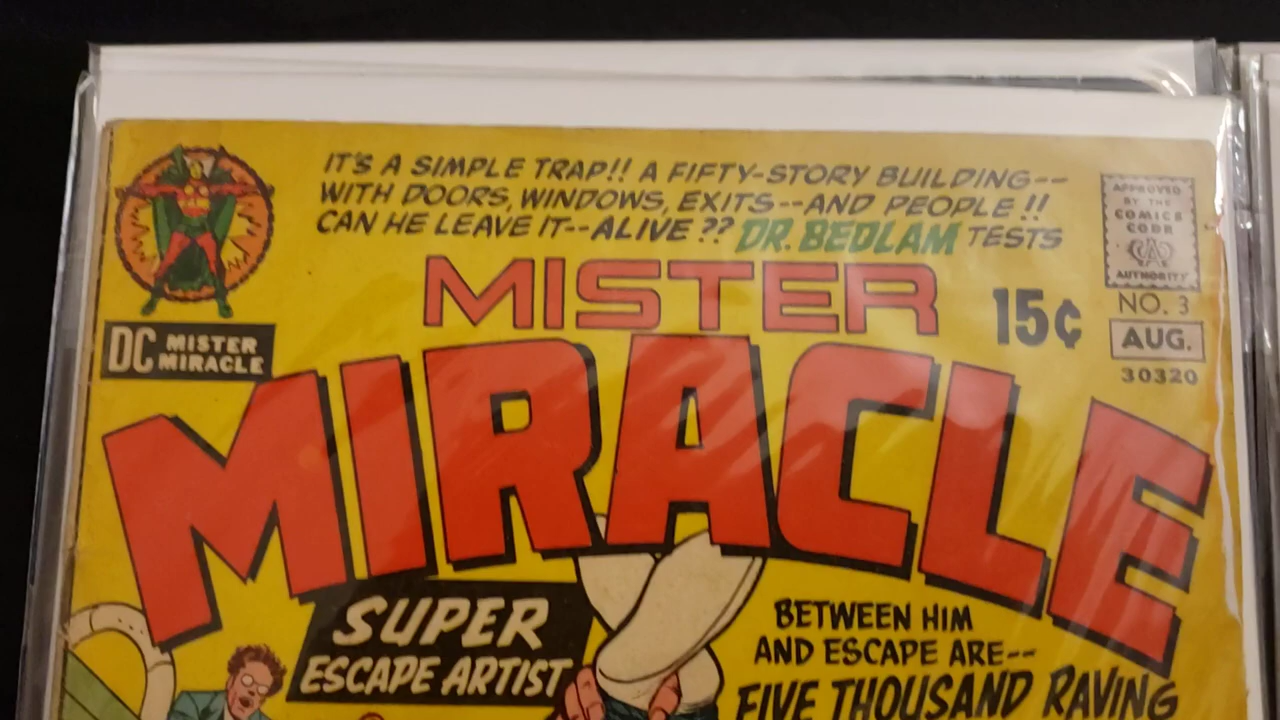 IT'S A SIMPLE TRAP!! A FIFTY-STORY BUILDING--
WITH DOORS, WINDOWS, EXITS--AND PEOPLE!!
CAN HE LEAVE IT--ALIVE?? DR. BEDLAM TESTS
APPROVED
BY THE
COMICS
CODE
CA
AUTHORITY
MISTER
15¢
NO. 3
AUG.
30320
DC MISTER
MIRACLE
MIRACLE
SUPER
ESCAPE ARTIST
BETWEEN HIM
AND ESCAPE ARE--
FIVE THOUSAND RAVING